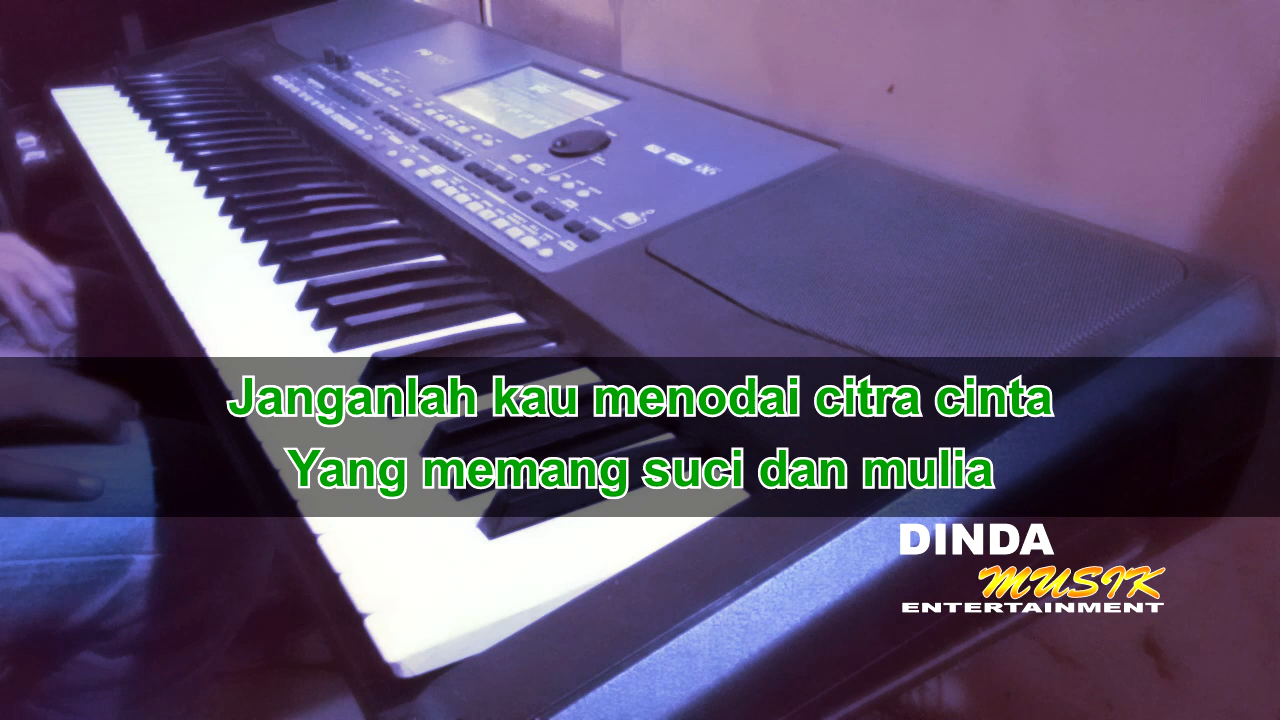 Janganlah kau menodai citra cinta
Yang memang suci dan mulia
DINDA
MUSIK
ENTERTAINMENT